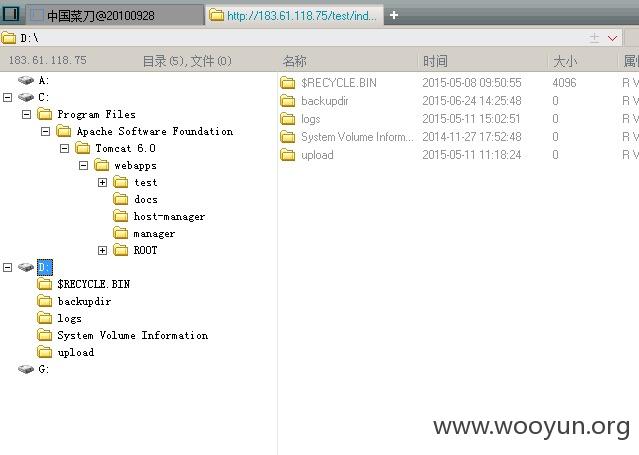 中国菜刀@20100928 http://183.61.118.75/test/ind... +
D:\
183.61.118.75 目录(5),文件(0) 名称 时间 大小
A:
C:
Program Files
Apache Software Foundation
Tomcat 6.0
webapps
test
docs
host-manager
manager
ROOT
D:
$RECYCLE.BIN
backupdir
logs
System Volume Information
upload
G:
$RECYCLE.BIN 2015-05-08 09:50:55 4096 R
backupdir 2015-06-24 14:25:48 0 R
logs 2015-05-11 15:02:51 0 R
System Volume Inform... 2014-11-27 17:52:48 0 R
upload 2015-05-11 11:18:24 0 R
www.wooyun.org